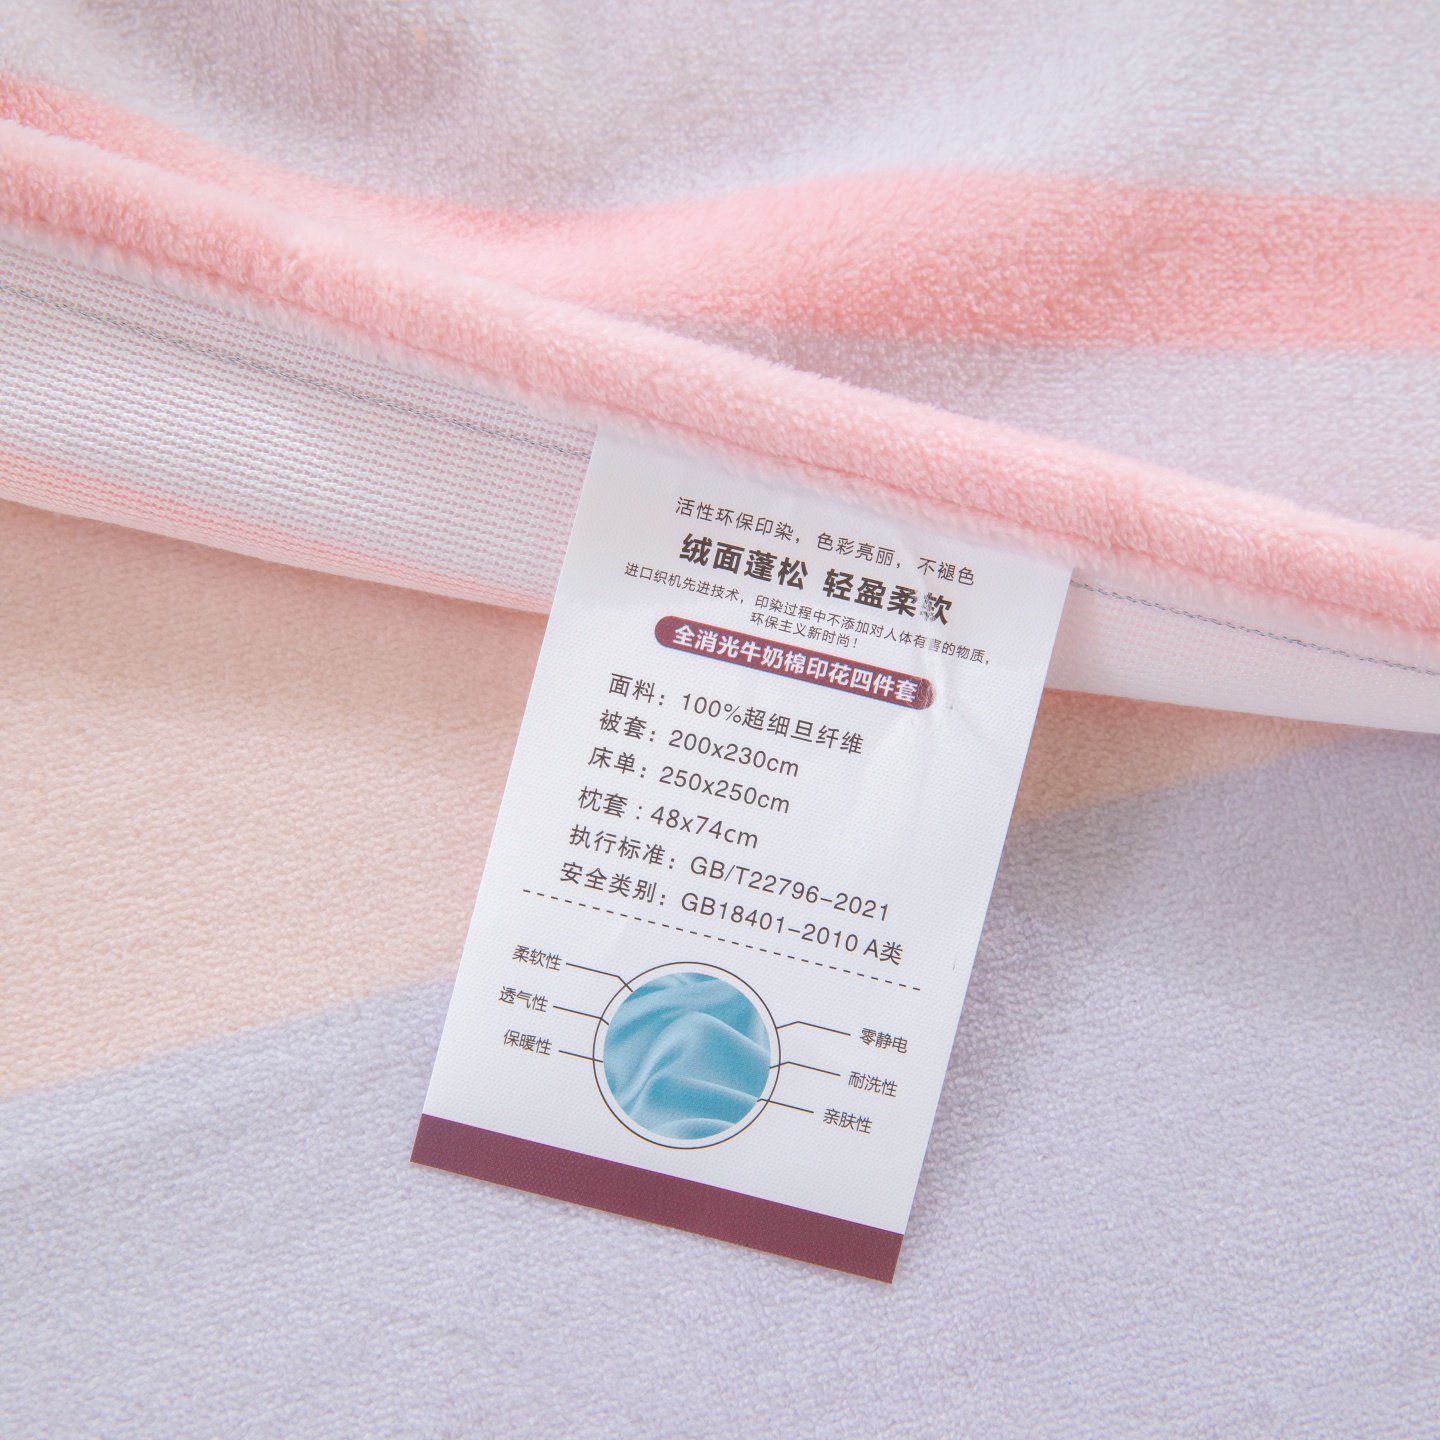 活性环保印染，色彩亮丽，不褪色
绒面蓬松 轻盈柔软
进口织机先进技术，印染过程中不添加对人体有害的物质，
环保主义新时尚！
全消光牛奶棉印花四件套
面料：100%超细旦纤维
被套：200x230cm
床单：250x250cm
枕套：48x74cm
执行标准：GB/T22796-2021
安全类别：GB18401-2010 A类
柔软性
透气性
保暖性
零静电
耐洗性
亲肤性